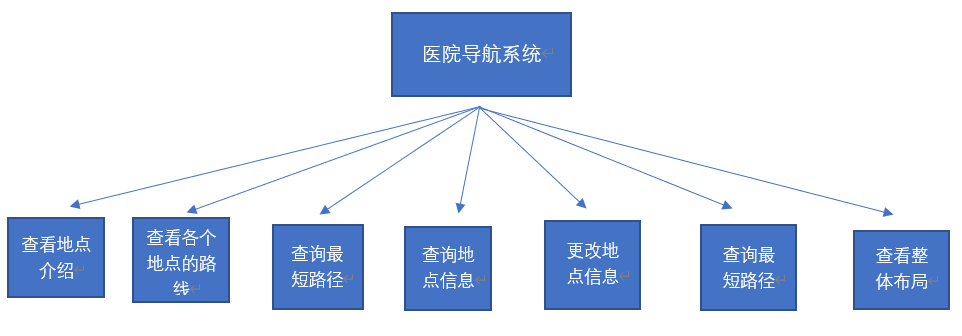 医院导航系统
查看地点
介绍
查看各个
地点的路
线
查询最
短路径
查询地
点信息
更改地
点信息
查询最
短路径
查看整
体布局